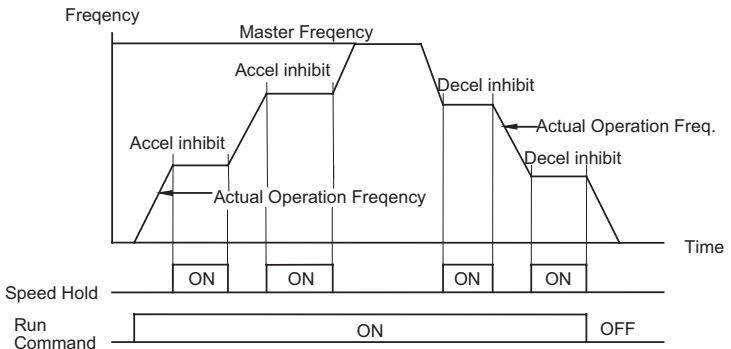 Freqency
Master Freqency
Accel inhibit
Decel inhibit
Actual Operation Freq.
Accel inhibit
Decel inhibit
Actual Operation Freqency
Time
ON ON ON ON
Speed Hold
Run
Command
ON OFF